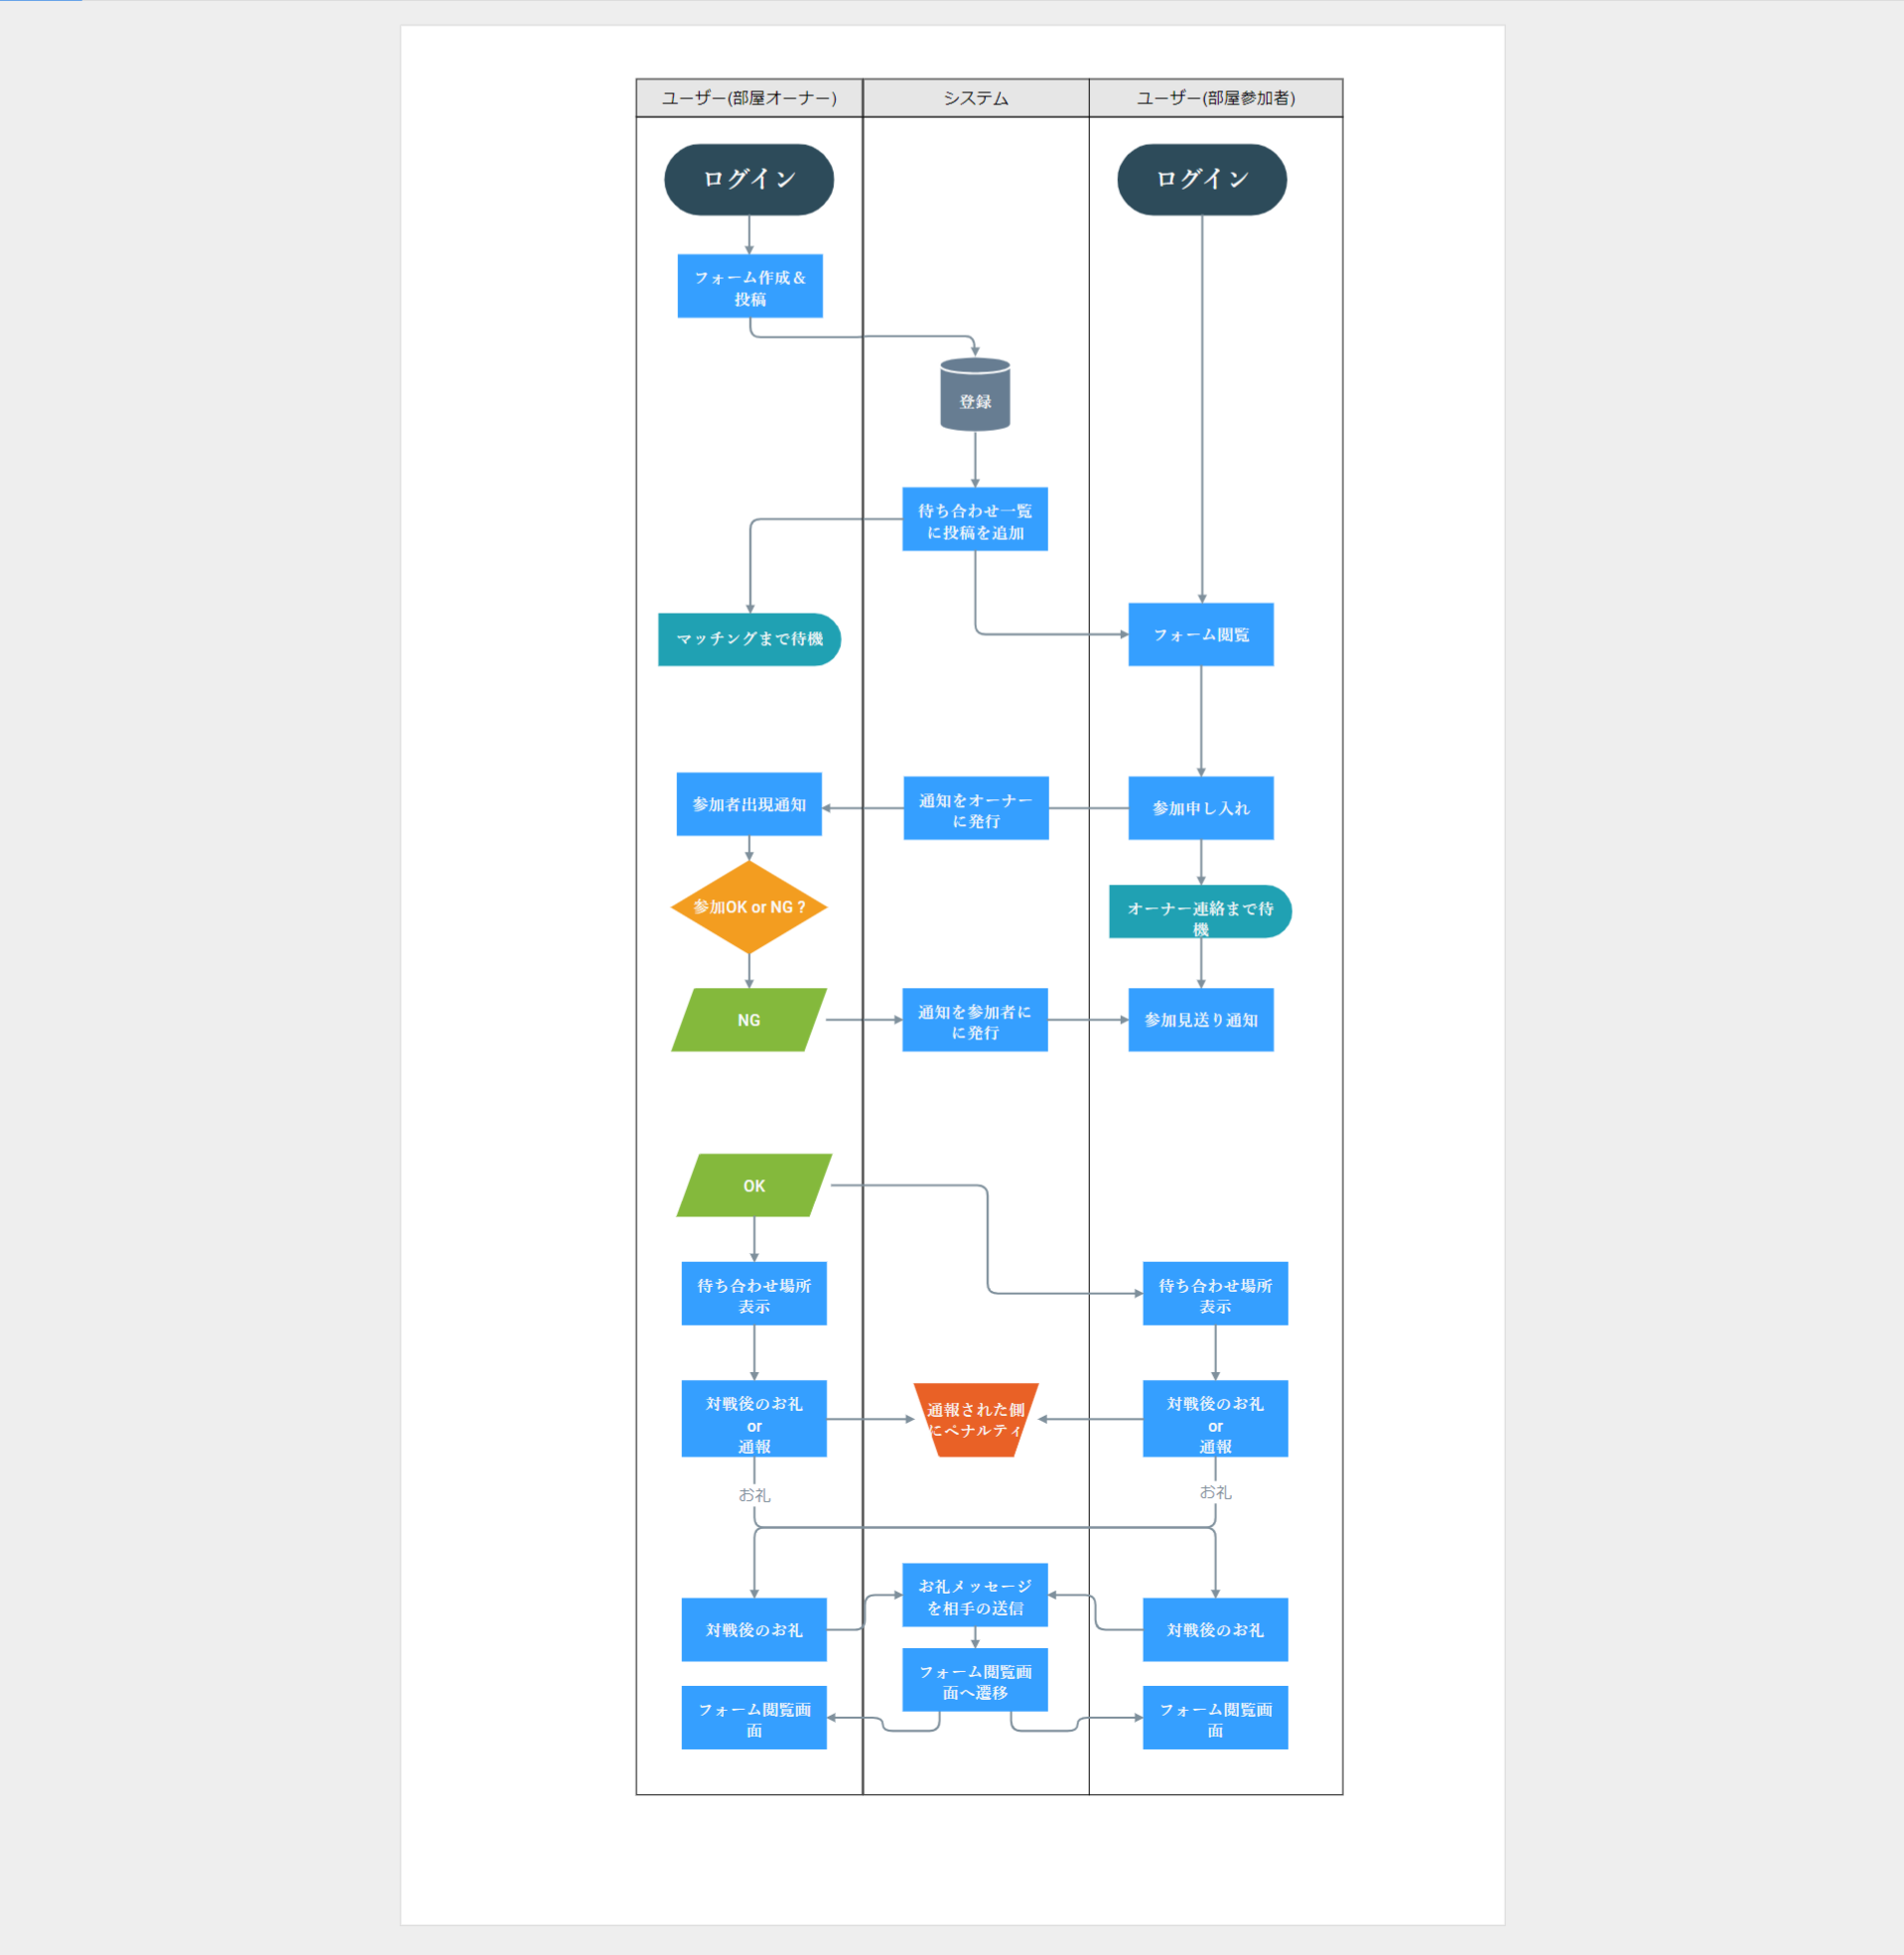 ユーザー(部屋オーナー)
システム
ユーザー(部屋参加者)
ログイン
ログイン
フォーム作成＆
投稿
登録
待ち合わせ一覧
に投稿を追加
マッチングまで待機
フォーム閲覧
参加者出現通知
通知をオーナー
に発行
参加申し入れ
参加OK or NG ?
オーナー連絡まで待
機
NG
通知を参加者に
に発行
参加見送り通知
OK
待ち合わせ場所
表示
待ち合わせ場所
表示
対戦後のお礼
or
通報
通報された側
にペナルティ
対戦後のお礼
or
通報
お礼
お礼
お礼メッセージ
を相手の送信
対戦後のお礼
対戦後のお礼
フォーム閲覧画
面へ遷移
フォーム閲覧画
面
フォーム閲覧画
面